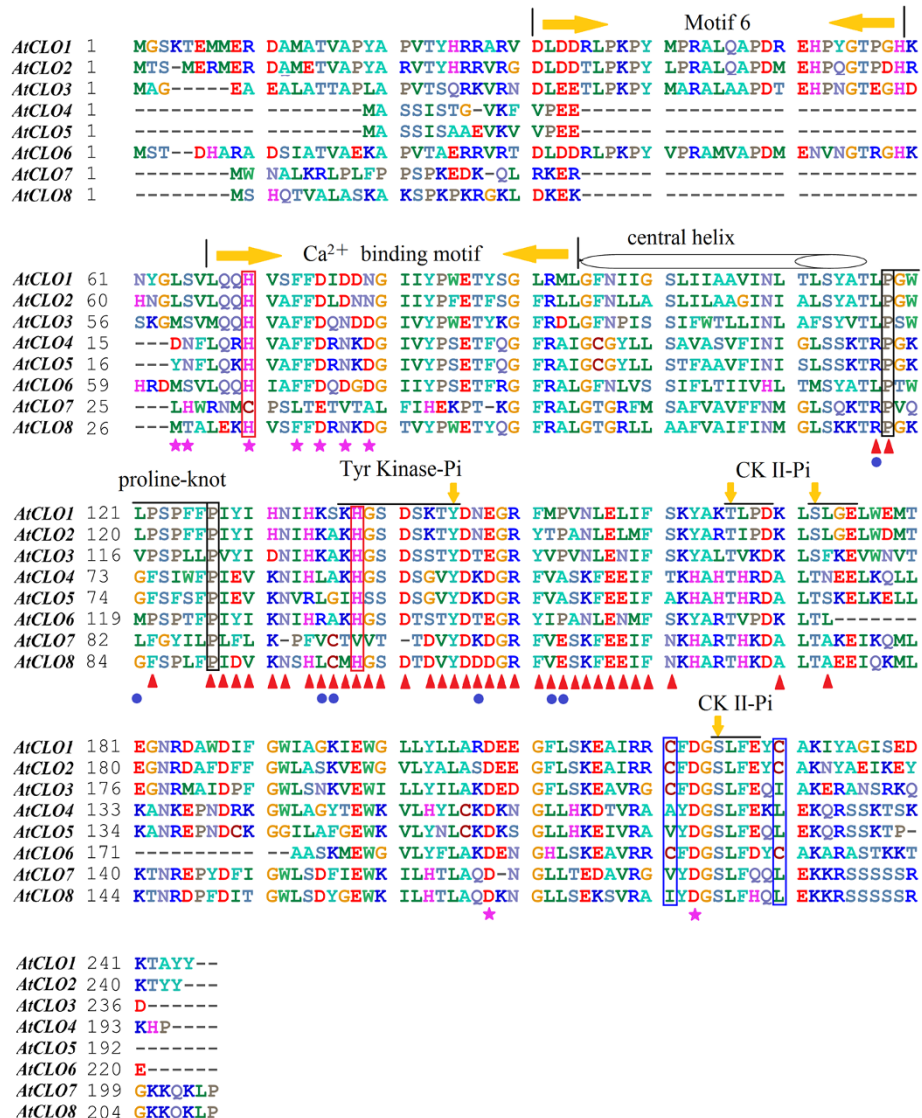 Motif 6
AtCLO1 1 MGSKTEMMER DAMATVAPYA PVTYHRRARV DLDDRLPKPY MPRALQAPDR EHPYGTPGHK
AtCLO2 1 MTS-MERMER DAMETVAPYA RVTYHRRVRG DLDDTLPKPY LPRALQAPDM EHPQGTPDHR
AtCLO3 1 MAG-----EA EALATTAPLA PVTSQRKVRN DLEETLPKPY MARALAAPDT EHPNGTEGHD
AtCLO4 1 ----------------MA SSISTG-VKF VPEE--------------------------
AtCLO5 1 ----------------MA SSISAAEVKV VPEE--------------------------
AtCLO6 1 MST--DHARA DSIATVAEKA PVTAERRVRT DLDDRLPKPY VPRAMVAPDM ENVNGTRGHK
AtCLO7 1 --------MW NALKRLPLFP PSPKEDK-QL RKER--------------------------
AtCLO8 1 --------MS HQTVALASKA KSPKPKRGKL DKEK--------------------------
Ca2+ binding motif central helix
AtCLO1 61 NYGLSVLQQH VSFFDIDDNG IIYPWETYSG LRMLGFNIIG SLIIAAVINL TLSYATLPGW
AtCLO2 60 HNGLSVLQQH VSFFDIDDNG IIYPFETFSG FRLLGFNLLA SLILAAGINI ALSYATLPGW
AtCLO3 56 SKGMSVMQQH VAFFDQNDDG IVYPWETYKG FRDLGFNPIS SIFWTLLINL AFSYVTLPSW
AtCLO4 15 ---DNFLQRH VAFFDRNKDG IVYPSETFQG FRAIGCGYLL SAVASVFINI GLSSKTRPGK
AtCLO5 16 ---YNFLQKH VAFFDRNKDG IVYPSETFQG FRAIGCGYLL STFAAVFINI SLSSKTRPGK
AtCLO6 59 HRDMSVLQQH IAFFDQDGDG IIYPSETFRG FRALGFNLVS SIFLTIIVHL TMSYATLPTW
AtCLO7 25 ---LHWRNMC PSLTETVTAL FIHEKPT-KG FRALGTGRFM SAFVAVFFNM GLSQKTRPVQ
AtCLO8 26 ---MTALEKH VSFFDRNKDG TVYPWETYQG FRALGTGRLL AAFVAIFINM GLSKKTRPGK
proline-knot Tyr Kinase-Pi CK II-Pi
AtCLO1 121 LPSPFFPIYI HNIHKSKHGS DSKTYDNEGR FMPVNLELIF SKYAKTLPDK LSLGELWEMT
AtCLO2 120 LPSPFFPIYI HNIHKAKHGS DSKTYDNEGR YTPANLELMF SKYARTIPDK LSLGELWDMT
AtCLO3 116 VPSPLLPVYI DNIHKAKHGS DSSTYDTEGR YVPVNLENIF SKYALTVKDK LSFKEVWNVT
AtCLO4 73 GFSIWFPIEV KNIHLAKHGS DSGVYDKDGR FVASKFEEIF TKHAHTHRDA LTNEELKQLL
AtCLO5 74 GFSFSFPIEV KNVRLGIHSS DSGVYDKDGR FVASKFEEIF AKHAHTHRDA LTSKELKELL
AtCLO6 119 MPSPTFPIYI KNIHRAKHGS DTSTYDTEGR YIPANLENMF SKYARTVPDK LTL-------
AtCLO7 82 LFGYILPLFL K-PFVCTVVT -TDVYDKDGR FVESKFEEIF NKHARTHKDA LTAKEIKQML
AtCLO8 84 GFSPLFPIDV KNSHLCMHGS DTDVYDDDGR FVESKFEEIF NKHARTHKDA LTAEEIQKML
CK II-Pi
AtCLO1 181 EGNRDAWDIF GWIAGKIEWG LLYLLARDEE GFLSKEAIRR CFDGSLFEYC AKIYAGISED
AtCLO2 180 EGNRDAFDFF GWLASKVEWG VLYALASDEE GFLSKEAIRR CFDGSLFEYC AKNYAEIKEY
AtCLO3 176 EGNRMAIDPF GWLSNKVEWI LLYILAKDED GFLSKEAVRG CFDGSLFEQI AKERANSRKQ
AtCLO4 133 KANKEPNDRK GWLAGYTEWK VLHYLCKDKN GLLHKDTVRA AYDGSLFEKL EKQRSSKTSK
AtCLO5 134 KANREPNDCK GGILAFGEWK VLYNLCKDKS GLLHKEIVRA VYDGSLFEQL EKQRSSKTP-
AtCLO6 171 ----------- AASKMEWG VLYFLAKDEN GHLSKEAVRR CFDGSLFDYC AKARASTKKT
AtCLO7 140 KTNREPYDFI GWLSDFIEWK ILHTLAQD-N GLLTEDAVRG VYDGSLFQQL EKKRSSSSSR
AtCLO8 144 KTNRDPFDIT GWLSDYGEWK ILHTLAQDKN GLLSEKSVRA IYDGSLFHQL EKKRSSSSSR
AtCLO1 241 KTAYY--
AtCLO2 240 KTYY---
AtCLO3 236 D------
AtCLO4 193 KHP----
AtCLO5 192 -------
AtCLO6 220 E------
AtCLO7 199 GKKQKLP
AtCLO8 204 GKKQKLP